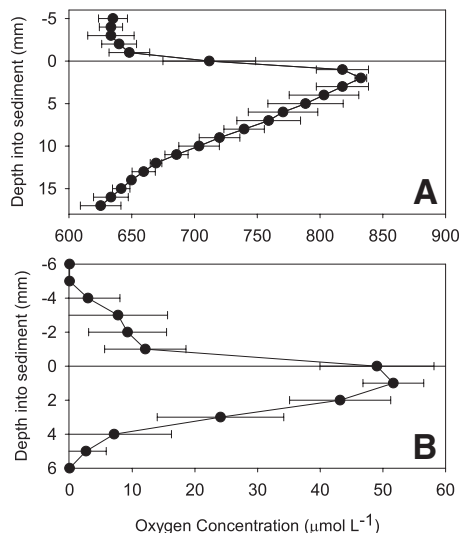 -5
0
5
10
15
Depth into sediment (mm)
A
600 650 700 750 800 850 900
-6
-4
-2
0
2
4
6
Depth into sediment (mm)
B
0 10 20 30 40 50 60
Oxygen Concentration (μmol L-1)